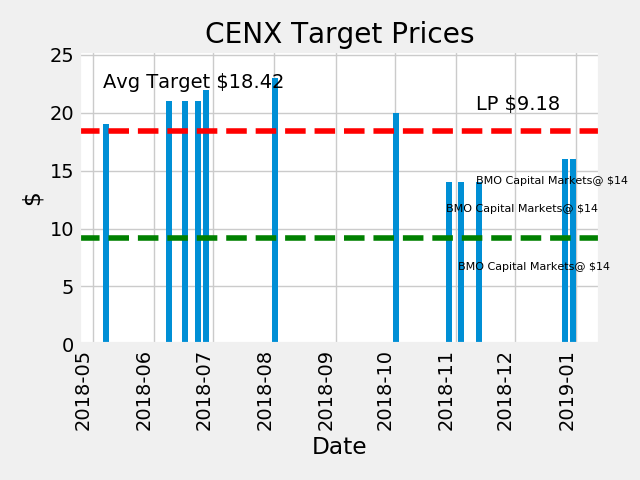 CENX Target Prices
25
20
15
10
5
0
$
Avg Target $18.42
LP $9.18
BMO Capital Markets@ $14
BMO Capital Markets@ $14
BMO Capital Markets@ $14
2018-05
2018-06
2018-07
2018-08
2018-09
2018-10
2018-11
2018-12
2019-01
Date